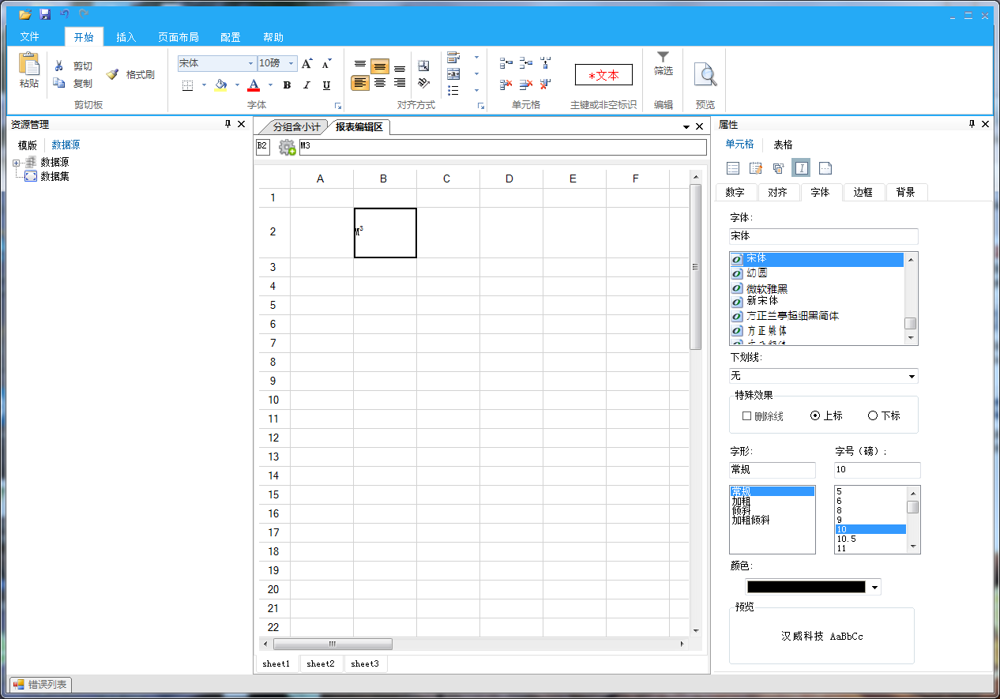 文件 开始 插入 页面布局 配置 帮助
粘贴 剪切 复制 格式刷
宋体 10磅 A A
A B I U
*文本
筛选
剪切板 字体 对齐方式 单元格 主键或非空标识 编辑 预览
资源管理
模版 数据源
数据源
数据集
分组含小计 报表编辑区
B2 M3
A B C D E F
1
2 M³
3
4
5
6
7
8
9
10
11
12
13
14
15
16
17
18
19
20
21
22
sheet1 sheet2 sheet3
属性
单元格 表格
数字 对齐 字体 边框 背景
字体:
宋体
宋体
幼圆
微软雅黑
新宋体
方正兰亭超细黑简体
方正姚体
下划线:
无
特殊效果
删除线 上标 下标
字形: 字号（磅）;
常规 10
常规 5
加粗 6
倾斜 8
加粗倾斜 9
10
10.5
11
颜色:
预览
汉威科技 AaBbCc
错误列表